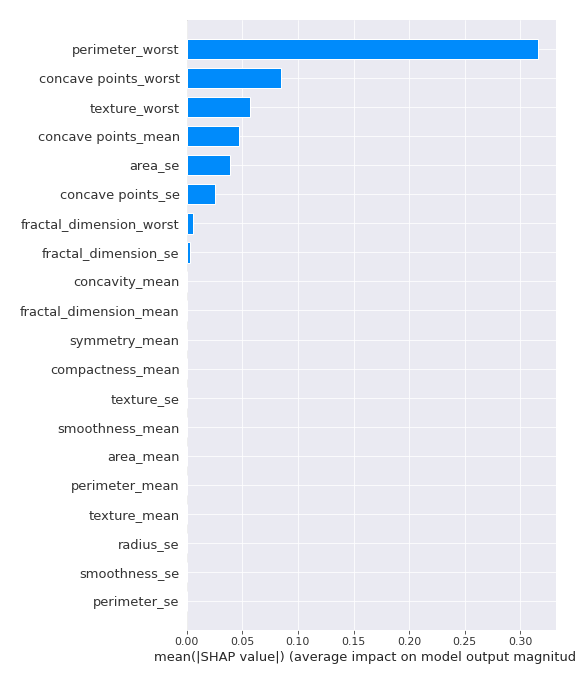 perimeter_worst
concave points_worst
texture_worst
concave points_mean
area_se
concave points_se
fractal_dimension_worst
fractal_dimension_se
concavity_mean
fractal_dimension_mean
symmetry_mean
compactness_mean
texture_se
smoothness_mean
area_mean
perimeter_mean
texture_mean
radius_se
smoothness_se
perimeter_se
0.00 0.05 0.10 0.15 0.20 0.25 0.30
mean(|SHAP value|) (average impact on model output magnitud